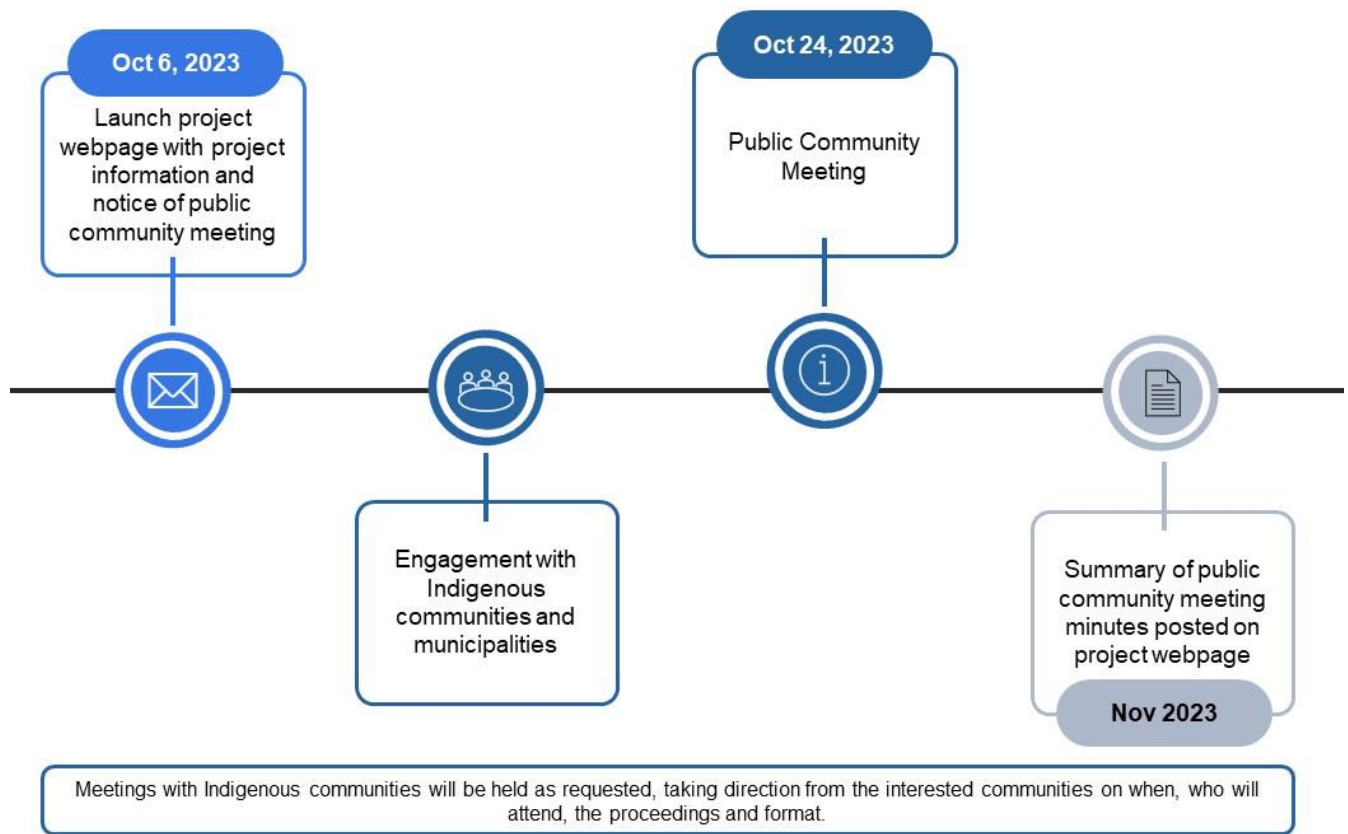 Oct 6, 2023
Launch project
webpage with project
information and
notice of public
community meeting
Engagement with
Indigenous
communities and
municipalities
Oct 24, 2023
Public Community
Meeting
i
Summary of public
community meeting
minutes posted on
project webpage
Nov 2023
Meetings with Indigenous communities will be held as requested, taking direction from the interested communities on when, who will
attend, the proceedings and format.